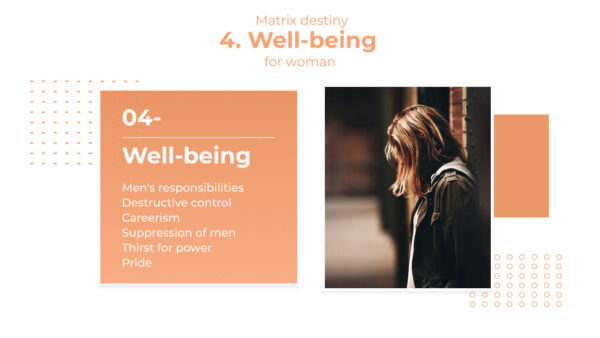 Matrix destiny
4. Well-being
for woman
04-
Well-being
Men's responsibilities
Destructive control
Careerism
Suppression of men
Thirst for power
Pride